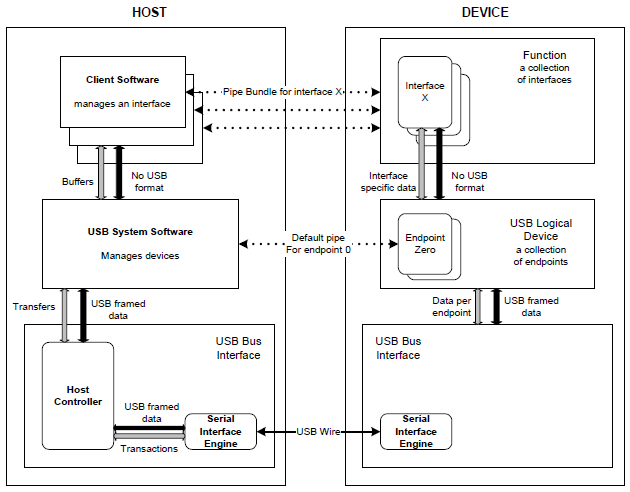 HOST
DEVICE
Client Software
manages an interface
Pipe Bundle for interface X
Function
a collection
of interfaces
Interface
X
Buffers
No USB
format
Interface
specific data
No USB
format
USB System Software
Manages devices
Default pipe
For endpoint 0
Endpoint
Zero
USB Logical
Device
a collection
of endpoints
Transfers
USB framed
data
Data per
endpoint
USB framed
data
USB Bus
Interface
USB Bus
Interface
Host
Controller
USB framed
data
Transactions
Serial
Interface
Engine
USB Wire
Serial
Interface
Engine